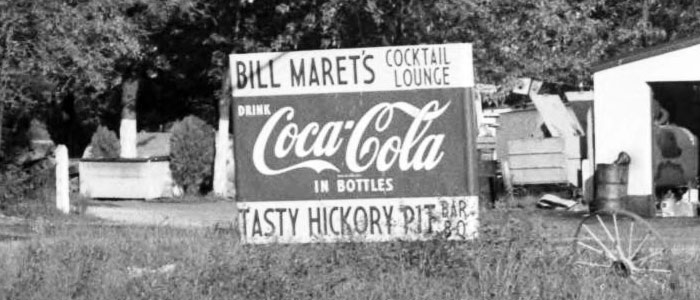 BILL MARET'S COCKTAIL LOUNGE
DRINK
Coca-Cola
IN BOTTLES
TASTY HICKORY PIT BAR B-Q